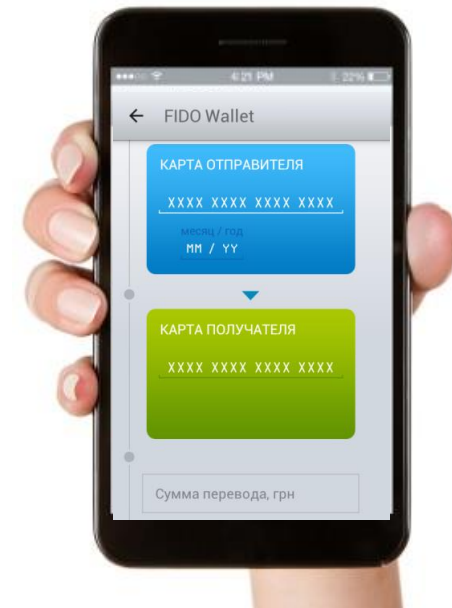 4:21 PM
22%
FIDO Wallet
КАРТА ОТПРАВИТЕЛЯ
XXXX XXXX XXXX XXXX
месяц / год
MM / YY
КАРТА ПОЛУЧАТЕЛЯ
XXXX XXXX XXXX XXXX
Сумма перевода, грн